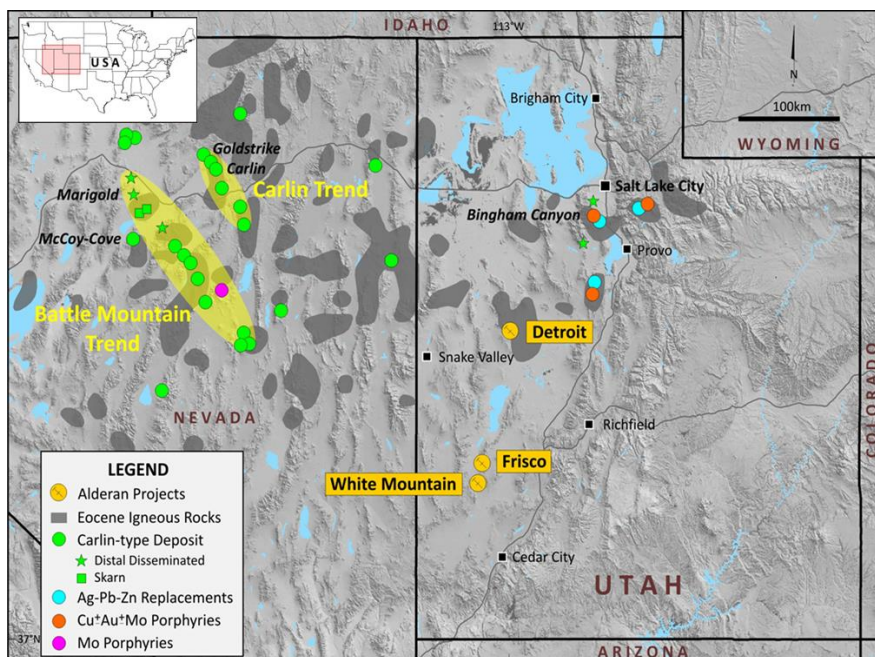 IDAHO
113°W
USA
N
100km
WYOMING
Brigham City
Goldstrike
Carlin
Carlin Trend
Marigold
McCoy-Cove
Salt Lake City
Bingham Canyon
Provo
Battle Mountain
Trend
Detroit
Snake Valley
COLORADO
NEVADA
Richfield
Frisco
White Mountain
LEGEND
Alderan Projects
Eocene Igneous Rocks
Carlin-type Deposit
Distal Disseminated
Skarn
Ag-Pb-Zn Replacements
Cu⁺Au⁺Mo Porphyries
Mo Porphyries
Cedar City
UTAH
37°N
ARIZONA